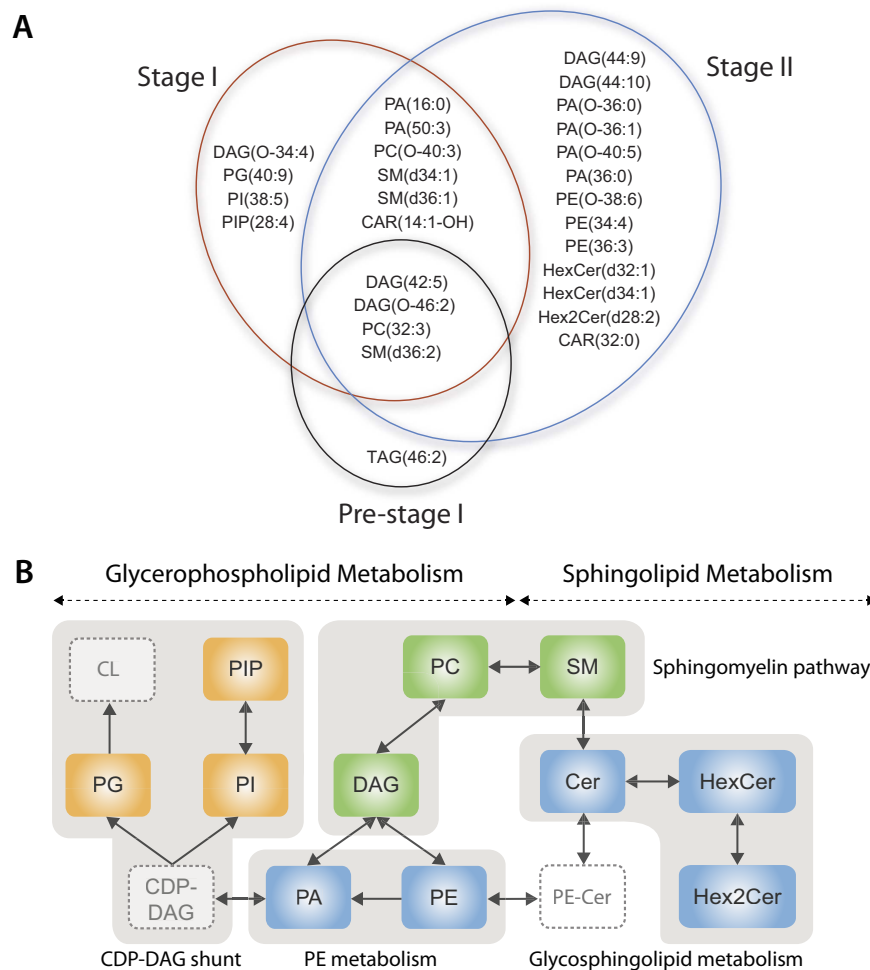 A
Stage I
Stage II
DAG(O-34:4)
PG(40:9)
PI(38:5)
PIP(28:4)
PA(16:0)
PA(50:3)
PC(O-40:3)
SM(d34:1)
SM(d36:1)
CAR(14:1-OH)
DAG(44:9)
DAG(44:10)
PA(O-36:0)
PA(O-36:1)
PA(O-40:5)
PA(36:0)
PE(O-38:6)
PE(34:4)
PE(36:3)
HexCer(d32:1)
HexCer(d34:1)
Hex2Cer(d28:2)
CAR(32:0)
DAG(42:5)
DAG(O-46:2)
PC(32:3)
SM(d36:2)
TAG(46:2)
Pre-stage I
B
Glycerophospholipid Metabolism
Sphingolipid Metabolism
CL
PIP
PC
SM
Sphingomyelin pathway
PG
PI
DAG
Cer
HexCer
CDP-
DAG
PA
PE
PE-Cer
Hex2Cer
CDP-DAG shunt
PE metabolism
Glycosphingolipid metabolism